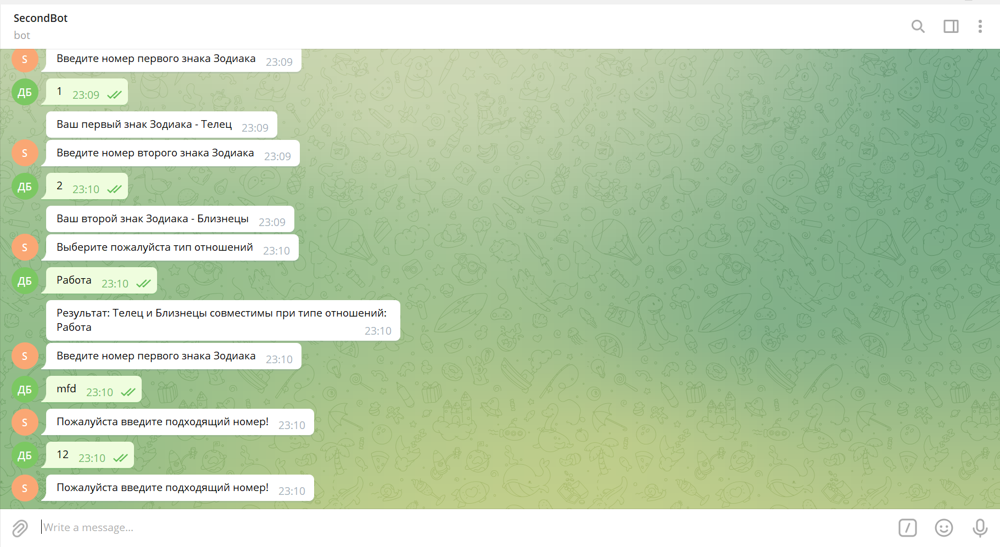 SecondBot
bot
S
Введите номер первого знака Зодиака 23:09
ДБ
1 23:09
Ваш первый знак Зодиака - Телец 23:09
S
Введите номер второго знака Зодиака 23:09
ДБ
2 23:10
Ваш второй знак Зодиака - Близнецы 23:09
S
Выберите пожалуйста тип отношений 23:10
ДБ
Работа 23:10
Результат: Телец и Близнецы совместимы при типе отношений:
Работа 23:10
S
Введите номер первого знака Зодиака 23:10
ДБ
mfd 23:10
S
Пожалуйста введите подходящий номер! 23:10
ДБ
12 23:10
S
Пожалуйста введите подходящий номер! 23:10
Write a message...